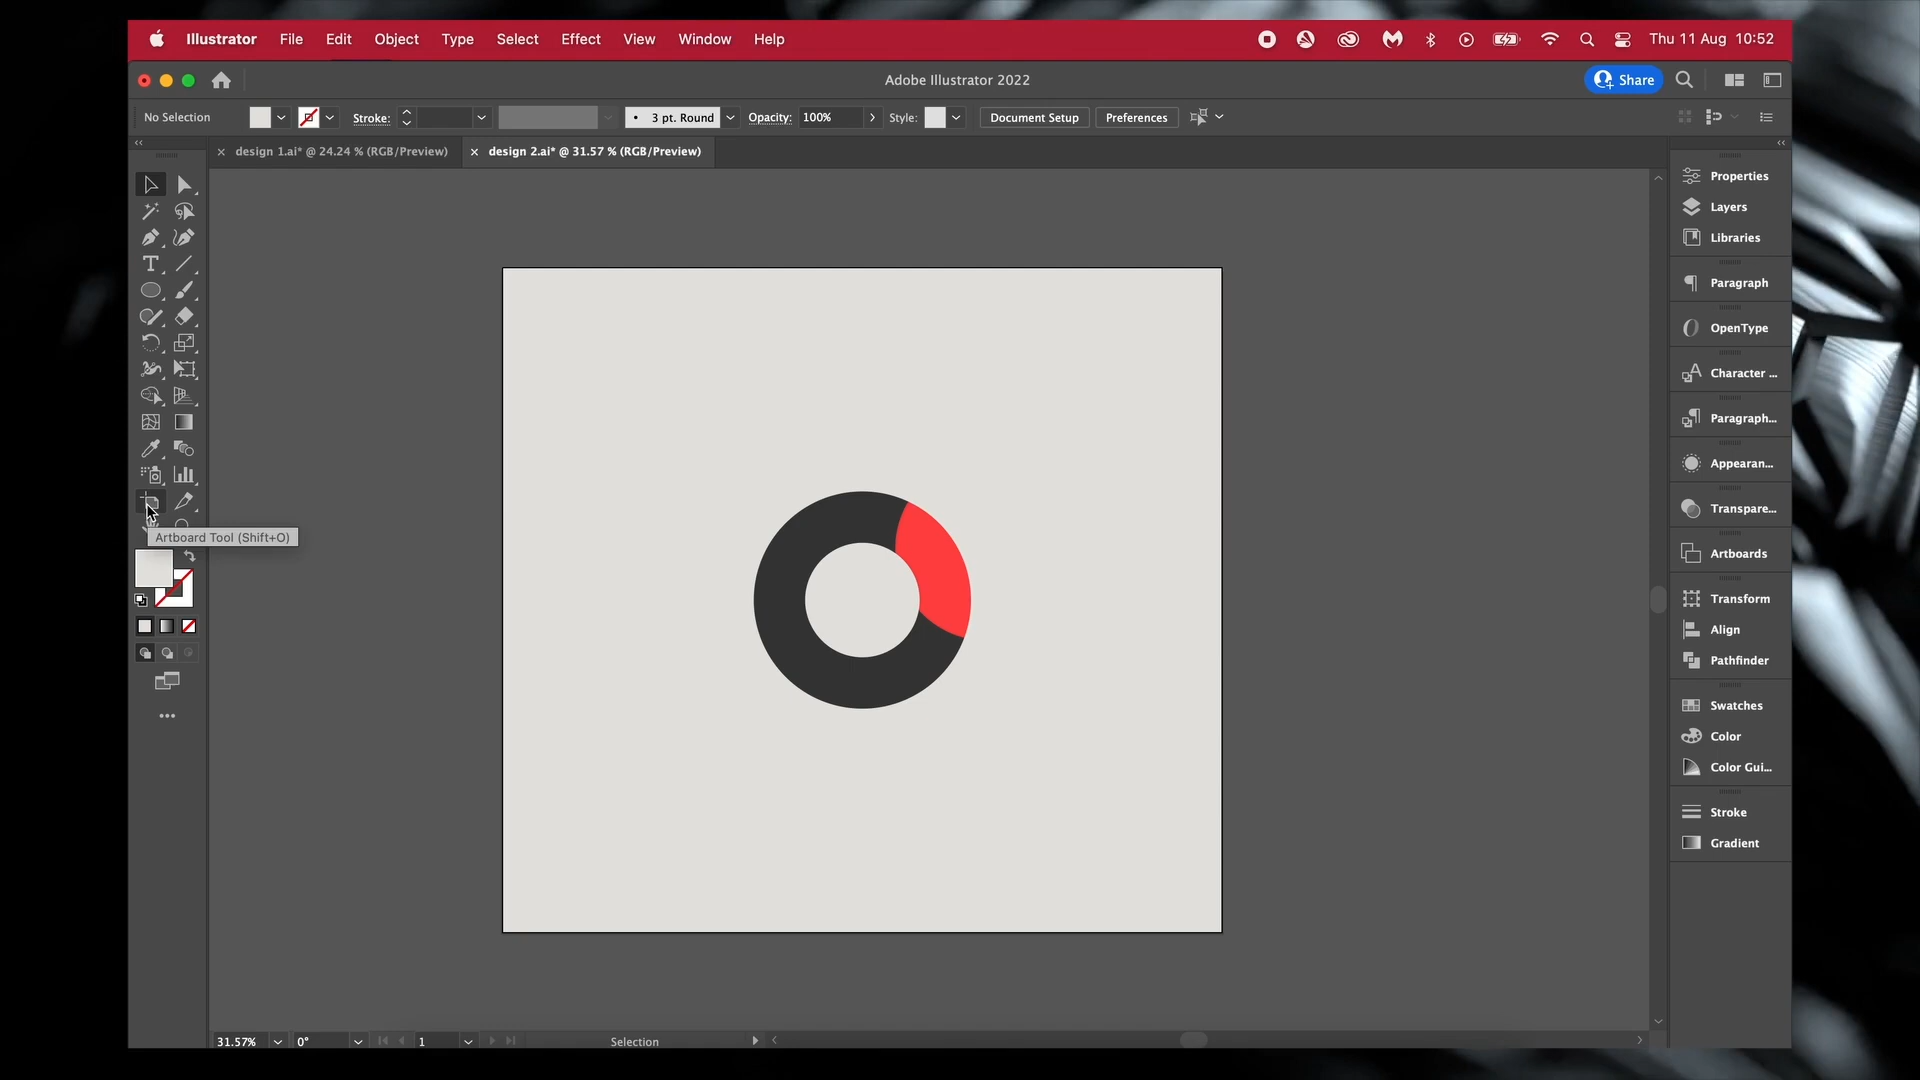 Illustrator File Edit Object Type Select Effect View Window Help Thu 11 Aug 10:52
Adobe Illustrator 2022 Share
No Selection Stroke: 3 pt. Round Opacity: 100% Style: Document Setup Preferences
design 1.ai* @ 24.24 % (RGB/Preview) design 2.ai* @ 31.57 % (RGB/Preview)
Properties
Layers
Libraries
Paragraph
OpenType
Character ...
Paragraph...
Appearan...
Transpare...
Artboard Tool (Shift+O)
Artboards
Transform
Align
Pathfinder
Swatches
Color
Color Gui...
Stroke
Gradient
31.57% 0° 1 Selection